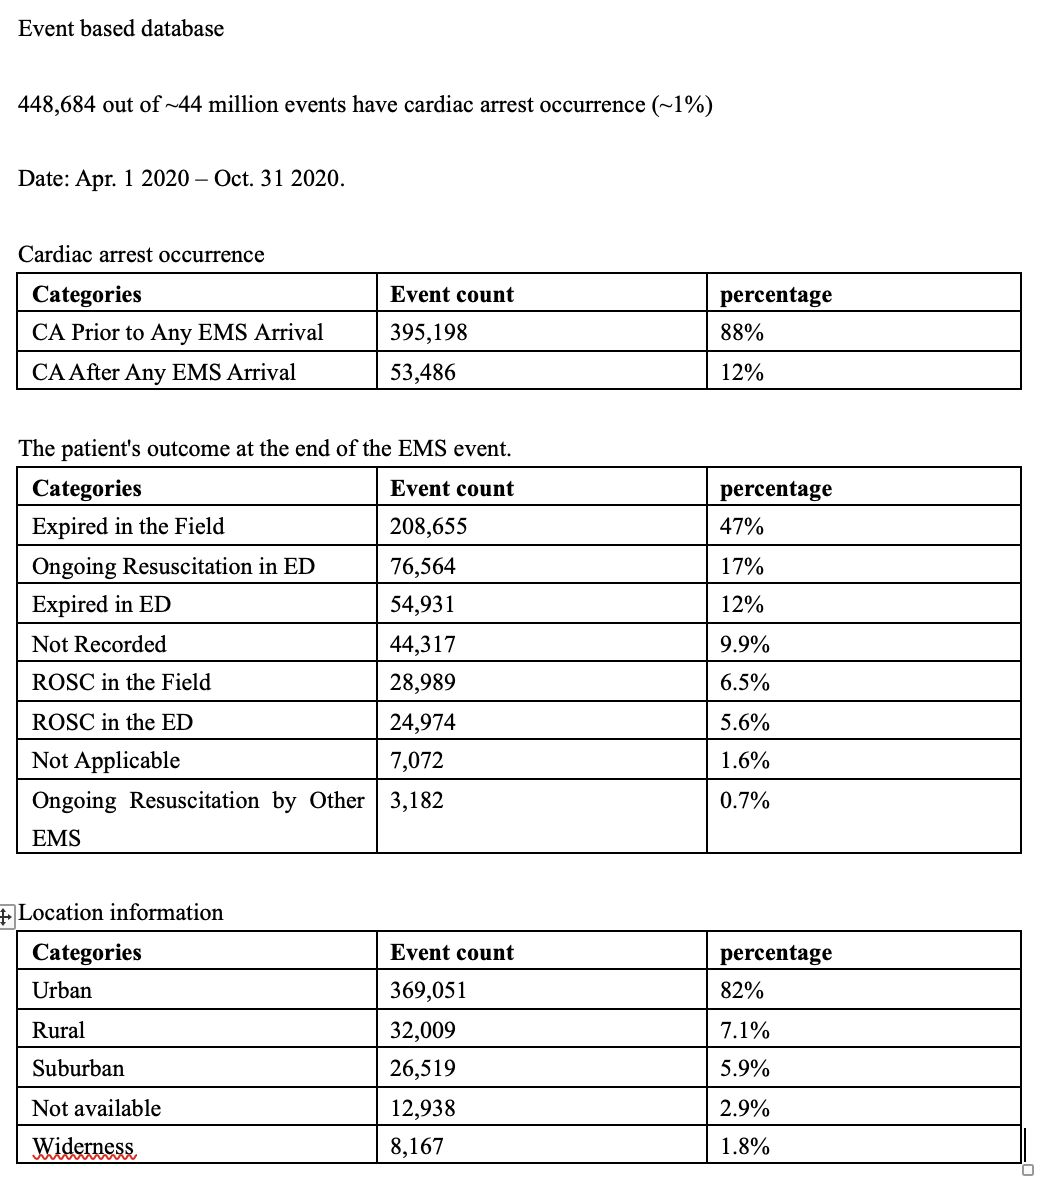 Event based database
448,684 out of ~44 million events have cardiac arrest occurrence (~1%)
Date: Apr. 1 2020 – Oct. 31 2020.
Cardiac arrest occurrence
Categories Event count percentage
CA Prior to Any EMS Arrival 395,198 88%
CA After Any EMS Arrival 53,486 12%
The patient's outcome at the end of the EMS event.
Categories Event count percentage
Expired in the Field 208,655 47%
Ongoing Resuscitation in ED 76,564 17%
Expired in ED 54,931 12%
Not Recorded 44,317 9.9%
ROSC in the Field 28,989 6.5%
ROSC in the ED 24,974 5.6%
Not Applicable 7,072 1.6%
Ongoing Resuscitation by Other 3,182 0.7%
EMS
Location information
Categories Event count percentage
Urban 369,051 82%
Rural 32,009 7.1%
Suburban 26,519 5.9%
Not available 12,938 2.9%
Widerness 8,167 1.8%